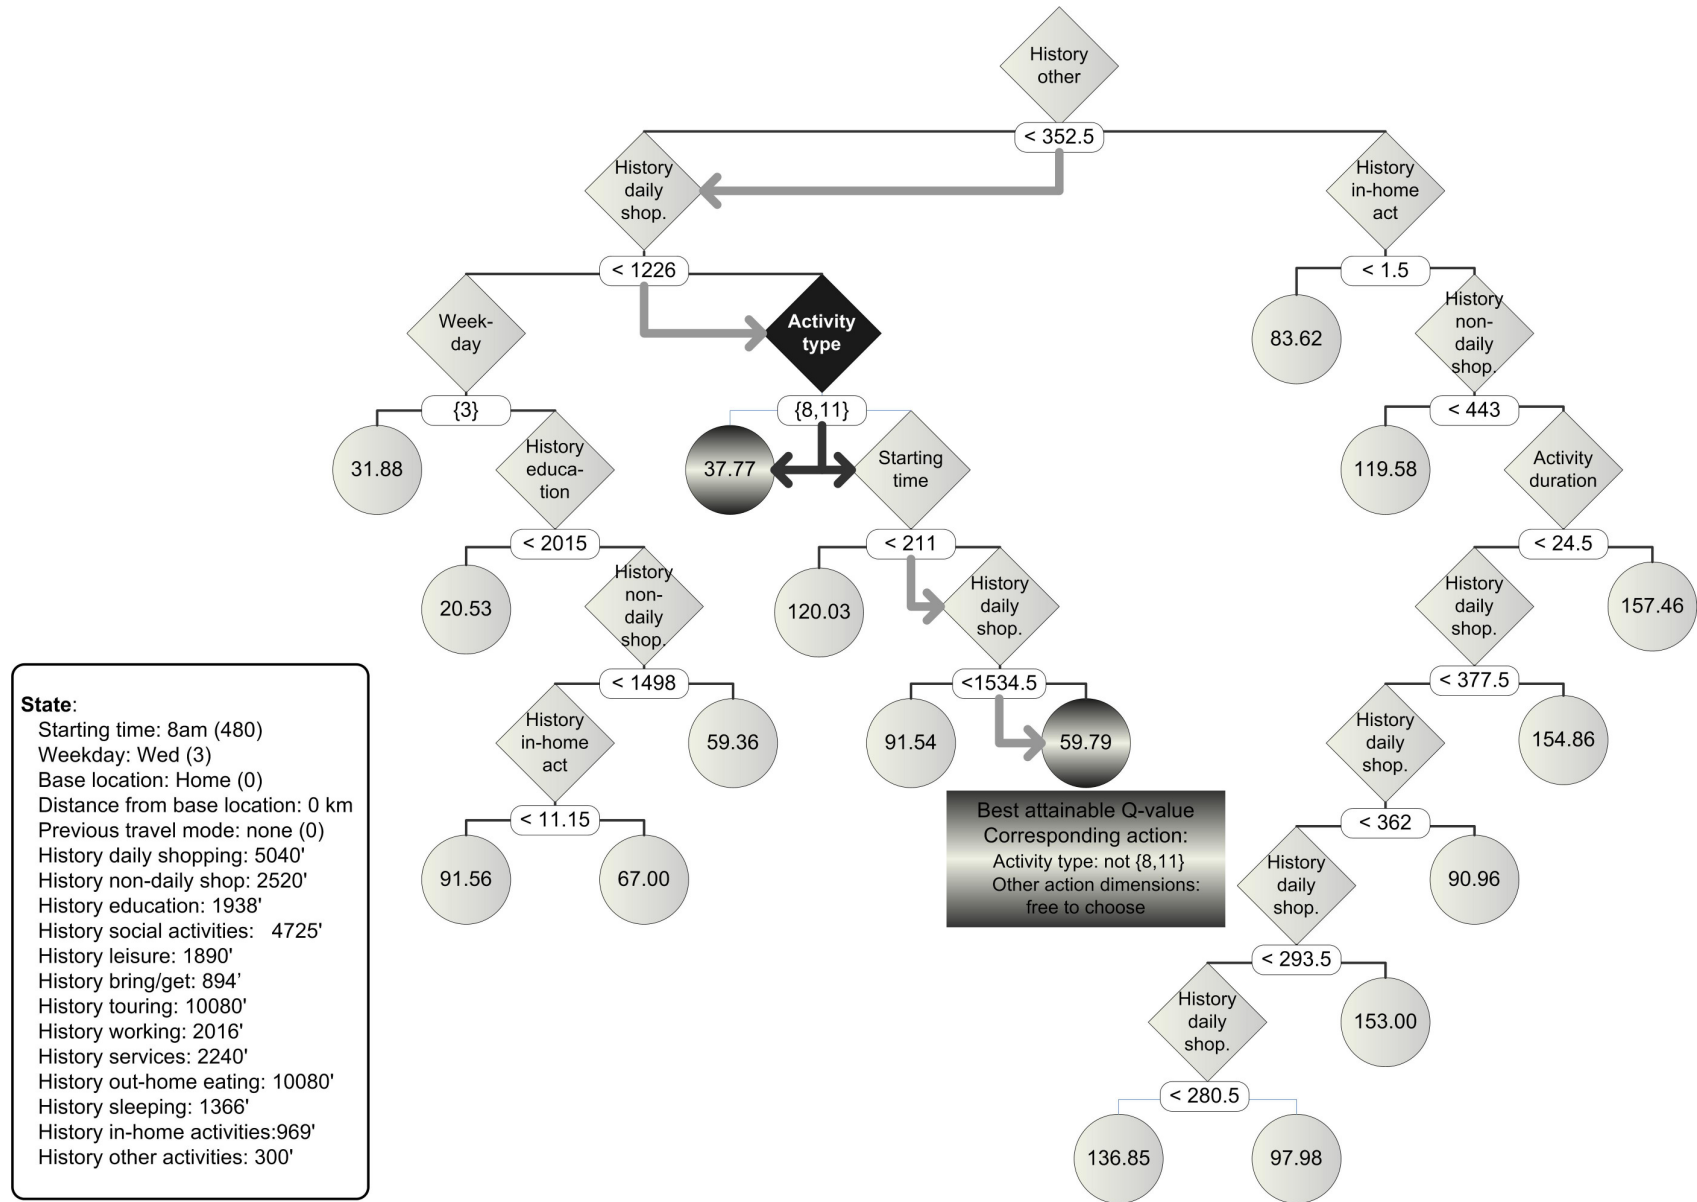 History
other
< 352.5
History
daily
shop.
History
in-home
act
< 1226
< 1.5
Week-
day
Activity
type
83.62
History
non-
daily
shop.
{3}
{8,11}
< 443
31.88
History
educa-
tion
37.77
Starting
time
119.58
Activity
duration
< 2015
< 211
< 24.5
20.53
History
non-
daily
shop.
120.03
History
daily
shop.
History
daily
shop.
157.46
< 1498
<1534.5
< 377.5
History
in-home
act
59.36
91.54
59.79
History
daily
shop.
154.86
< 11.15
< 362
91.56
67.00
Best attainable Q-value
Corresponding action:
Activity type: not {8,11}
Other action dimensions:
free to choose
History
daily
shop.
90.96
< 293.5
History
daily
shop.
153.00
< 280.5
136.85
97.98
State:
Starting time: 8am (480)
Weekday: Wed (3)
Base location: Home (0)
Distance from base location: 0 km
Previous travel mode: none (0)
History daily shopping: 5040'
History non-daily shop: 2520'
History education: 1938'
History social activities: 4725'
History leisure: 1890'
History bring/get: 894’
History touring: 10080'
History working: 2016'
History services: 2240'
History out-home eating: 10080'
History sleeping: 1366'
History in-home activities:969'
History other activities: 300'